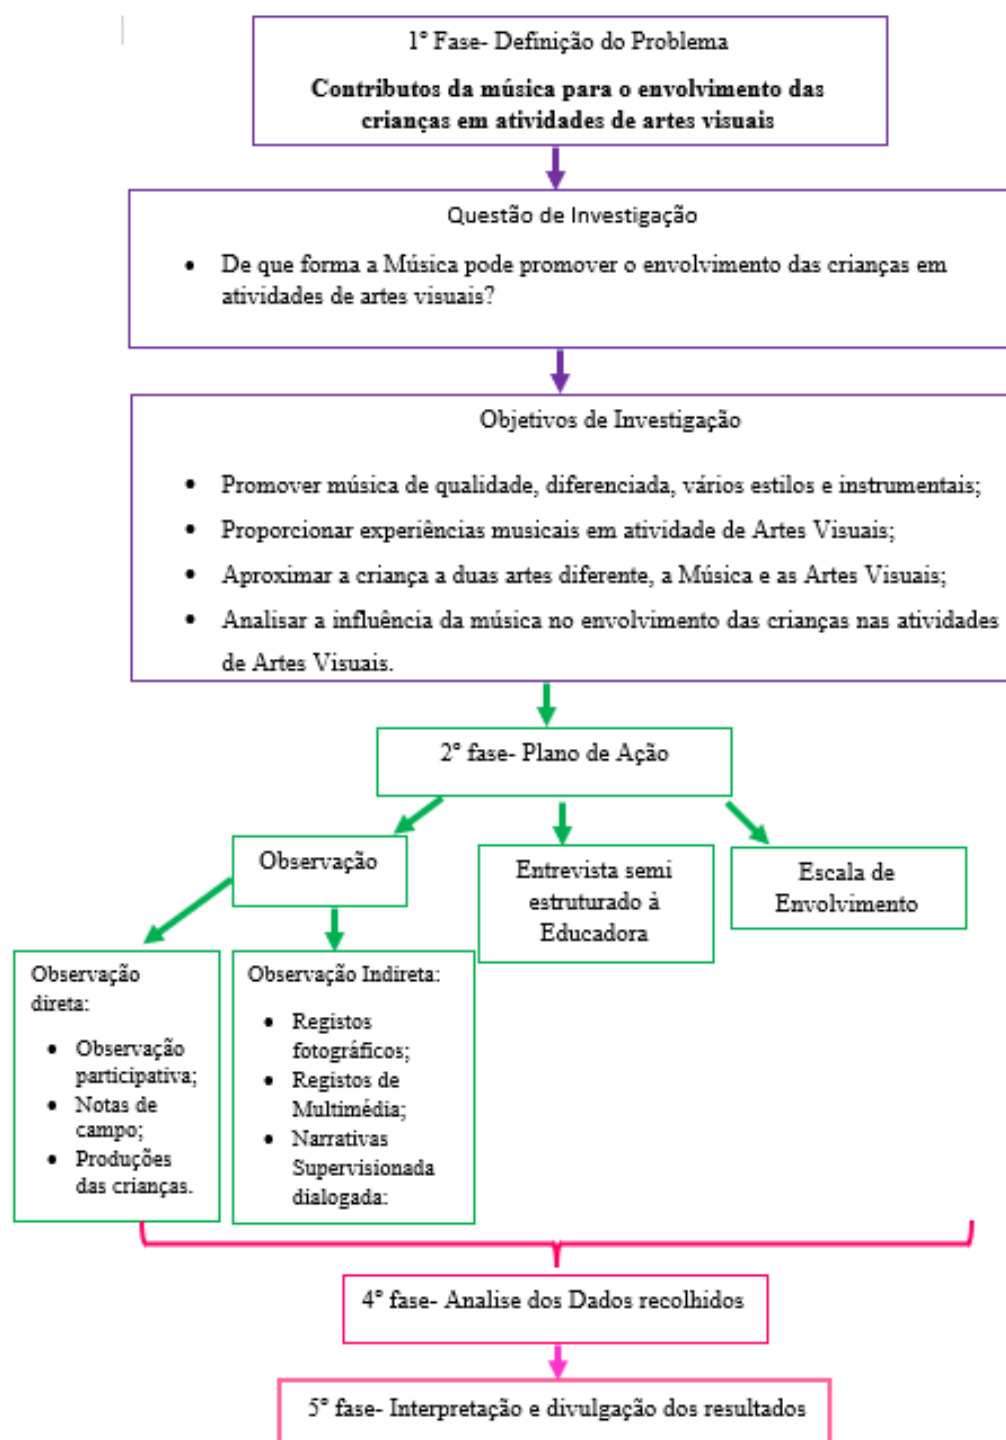 1º Fase- Definição do Problema
Contributos da música para o envolvimento das
crianças em atividades de artes visuais
Questão de Investigação
• De que forma a Música pode promover o envolvimento das crianças em
atividades de artes visuais?
Objetivos de Investigação
• Promover música de qualidade, diferenciada, vários estilos e instrumentais;
• Proporcionar experiências musicais em atividade de Artes Visuais;
• Aproximar a criança a duas artes diferente, a Música e as Artes Visuais;
• Analisar a influência da música no envolvimento das crianças nas atividades
de Artes Visuais.
2º fase- Plano de Ação
Observação
Entrevista semi
estruturado à
Educadora
Escala de
Envolvimento
Observação
direta:
• Observação
participativa;
• Notas de
campo;
• Produções
das crianças.
Observação Indireta:
• Registos
fotográficos;
• Registos de
Multimédia;
• Narrativas
Supervisionada
dialogada:
4º fase- Analise dos Dados recolhidos
5º fase- Interpretação e divulgação dos resultados